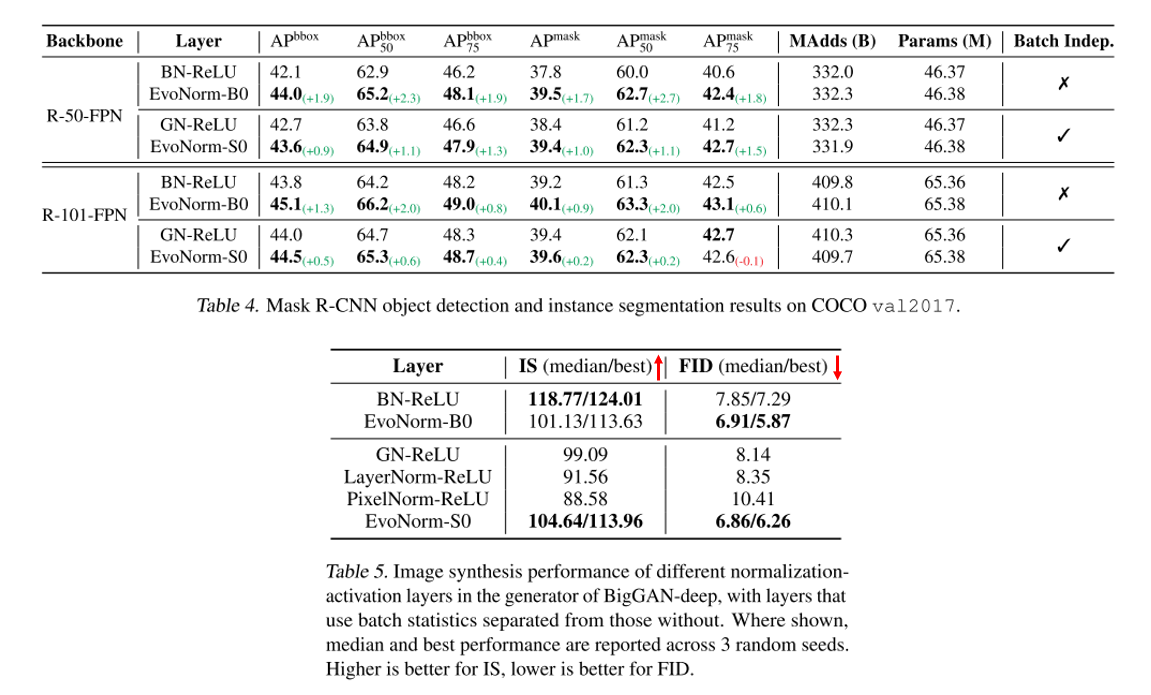 Backbone Layer AP^bbox AP^bbox_50 AP^bbox_75 AP^mask AP^mask_50 AP^mask_75 MAdds (B) Params (M) Batch Indep.
BN-ReLU 42.1 62.9 46.2 37.8 60.0 40.6 332.0 46.37
EvoNorm-B0 44.0(+1.9) 65.2(+2.3) 48.1(+1.9) 39.5(+1.7) 62.7(+2.7) 42.4(+1.8) 332.3 46.38 ✗
R-50-FPN
GN-ReLU 42.7 63.8 46.6 38.4 61.2 41.2 332.3 46.37
EvoNorm-S0 43.6(+0.9) 64.9(+1.1) 47.9(+1.3) 39.4(+1.0) 62.3(+1.1) 42.7(+1.5) 331.9 46.38 ✓
BN-ReLU 43.8 64.2 48.2 39.2 61.3 42.5 409.8 65.36
EvoNorm-B0 45.1(+1.3) 66.2(+2.0) 49.0(+0.8) 40.1(+0.9) 63.3(+2.0) 43.1(+0.6) 410.1 65.38 ✗
R-101-FPN
GN-ReLU 44.0 64.7 48.3 39.4 62.1 42.7 410.3 65.36
EvoNorm-S0 44.5(+0.5) 65.3(+0.6) 48.7(+0.4) 39.6(+0.2) 62.3(+0.2) 42.6(-0.1) 409.7 65.38 ✓
Table 4. Mask R-CNN object detection and instance segmentation results on COCO val2017.
Layer IS (median/best)↑ FID (median/best)↓
BN-ReLU 118.77/124.01 7.85/7.29
EvoNorm-B0 101.13/113.63 6.91/5.87
GN-ReLU 99.09 8.14
LayerNorm-ReLU 91.56 8.35
PixelNorm-ReLU 88.58 10.41
EvoNorm-S0 104.64/113.96 6.86/6.26
Table 5. Image synthesis performance of different normalization-
activation layers in the generator of BigGAN-deep, with layers that
use batch statistics separated from those without. Where shown,
median and best performance are reported across 3 random seeds.
Higher is better for IS, lower is better for FID.